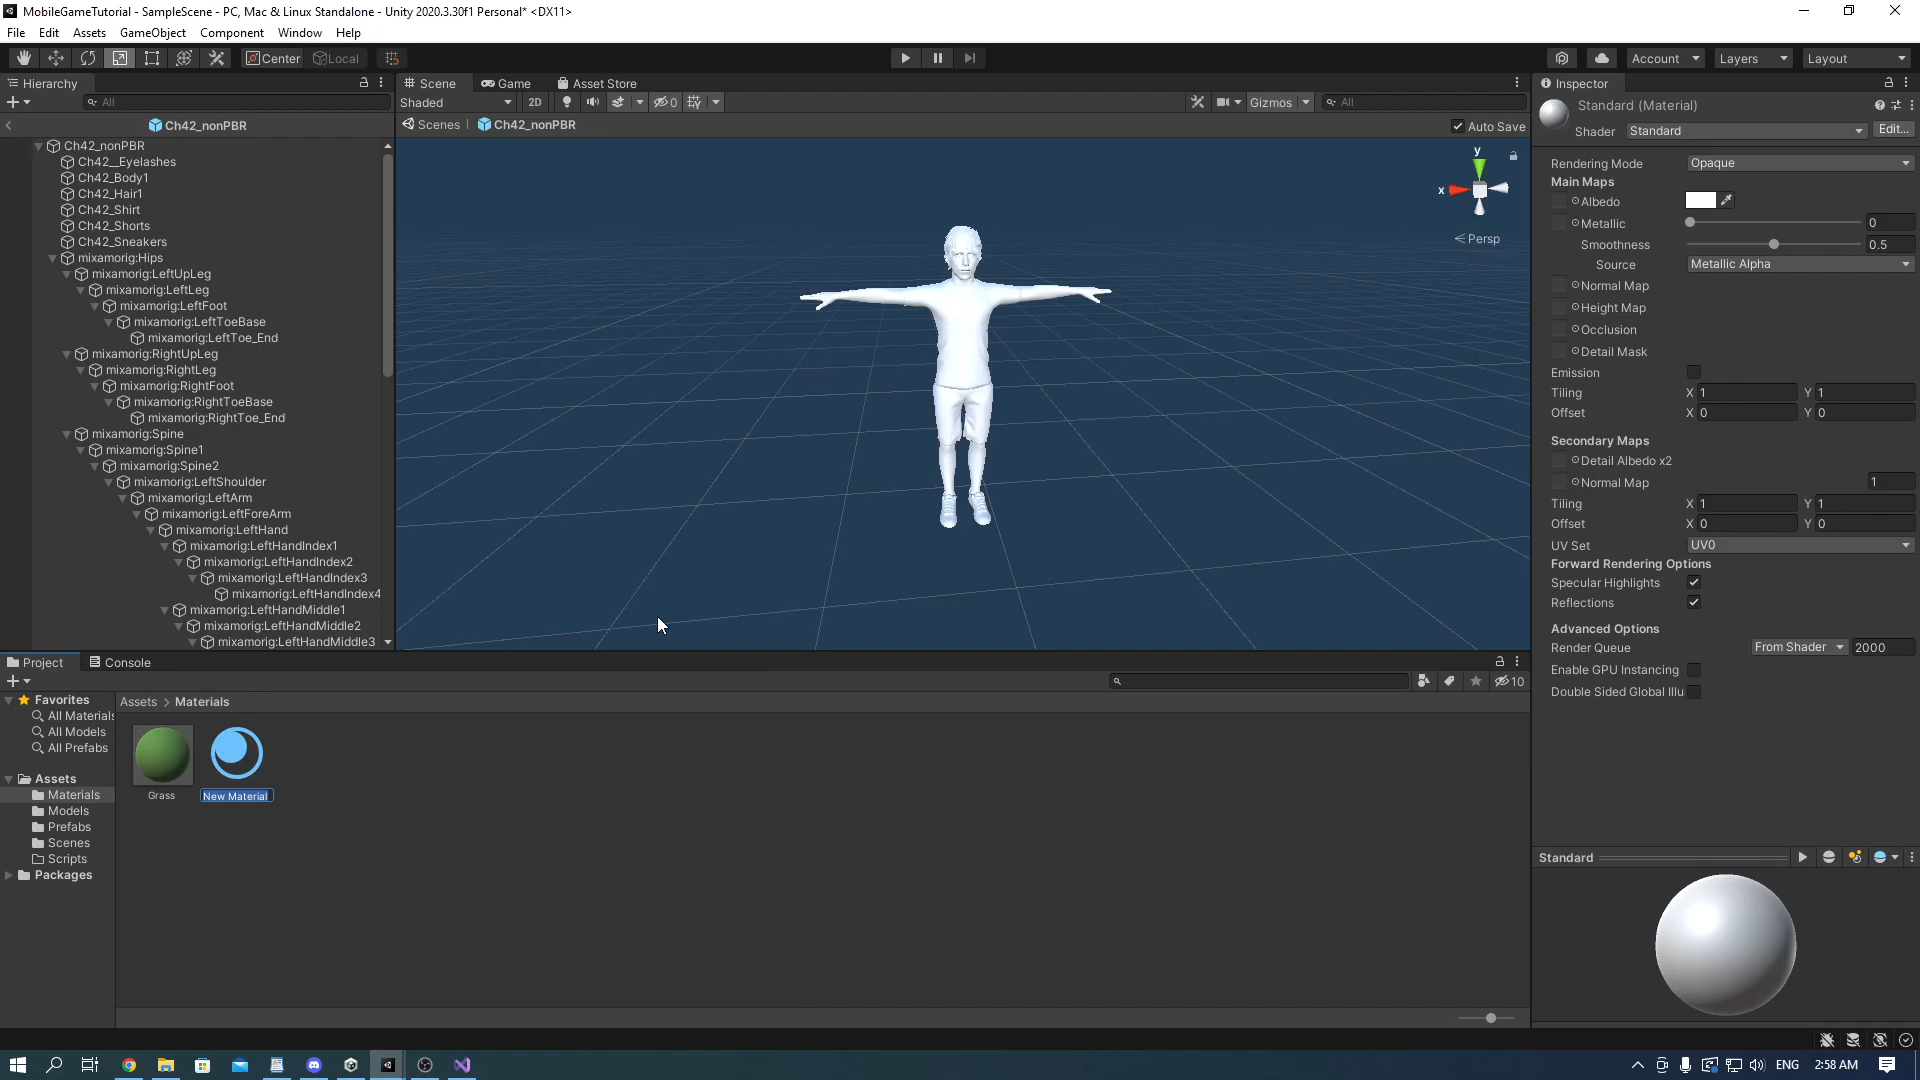 MobileGameTutorial - SampleScene - PC, Mac & Linux Standalone - Unity 2020.3.30f1 Personal* <DX11>
File Edit Assets GameObject Component Window Help
Center Local
Account Layers Layout
Hierarchy
Scene Game Asset Store
Inspector
All
Shaded 2D 0 Gizmos All
Standard (Material)
Shader Standard Edit...
Ch42_nonPBR
Scenes Ch42_nonPBR Auto Save
Ch42_nonPBR
Ch42__Eyelashes
Ch42_Body1
Ch42_Hair1
Ch42_Shirt
Ch42_Shorts
Ch42_Sneakers
mixamorig:Hips
mixamorig:LeftUpLeg
mixamorig:LeftLeg
mixamorig:LeftFoot
mixamorig:LeftToeBase
mixamorig:LeftToe_End
mixamorig:RightUpLeg
mixamorig:RightLeg
mixamorig:RightFoot
mixamorig:RightToeBase
mixamorig:RightToe_End
mixamorig:Spine
mixamorig:Spine1
mixamorig:Spine2
mixamorig:LeftShoulder
mixamorig:LeftArm
mixamorig:LeftForeArm
mixamorig:LeftHand
mixamorig:LeftHandIndex1
mixamorig:LeftHandIndex2
mixamorig:LeftHandIndex3
mixamorig:LeftHandIndex4
mixamorig:LeftHandMiddle1
mixamorig:LeftHandMiddle2
mixamorig:LeftHandMiddle3
y
x
Persp
Rendering Mode Opaque
Main Maps
Albedo
Metallic 0
Smoothness 0.5
Source Metallic Alpha
Normal Map
Height Map
Occlusion
Detail Mask
Emission
Tiling X 1 Y 1
Offset X 0 Y 0
Secondary Maps
Detail Albedo x2
Normal Map 1
Tiling X 1 Y 1
Offset X 0 Y 0
UV Set UV0
Forward Rendering Options
Specular Highlights
Reflections
Advanced Options
Render Queue From Shader 2000
Enable GPU Instancing
Double Sided Global Illu
Standard
Project Console
10
Favorites
All Materials
All Models
All Prefabs
Assets
Materials
Models
Prefabs
Scenes
Scripts
Packages
Assets > Materials
Grass
New Material
ENG 2:58 AM